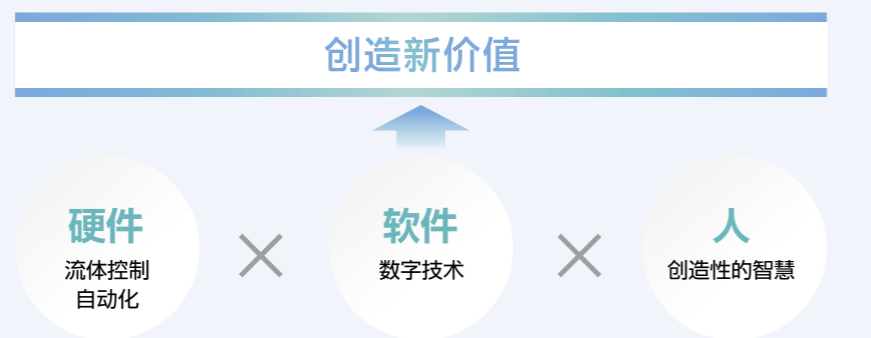 创造新价值
硬件
流体控制
自动化
×
软件
数字技术
×
人
创造性的智慧